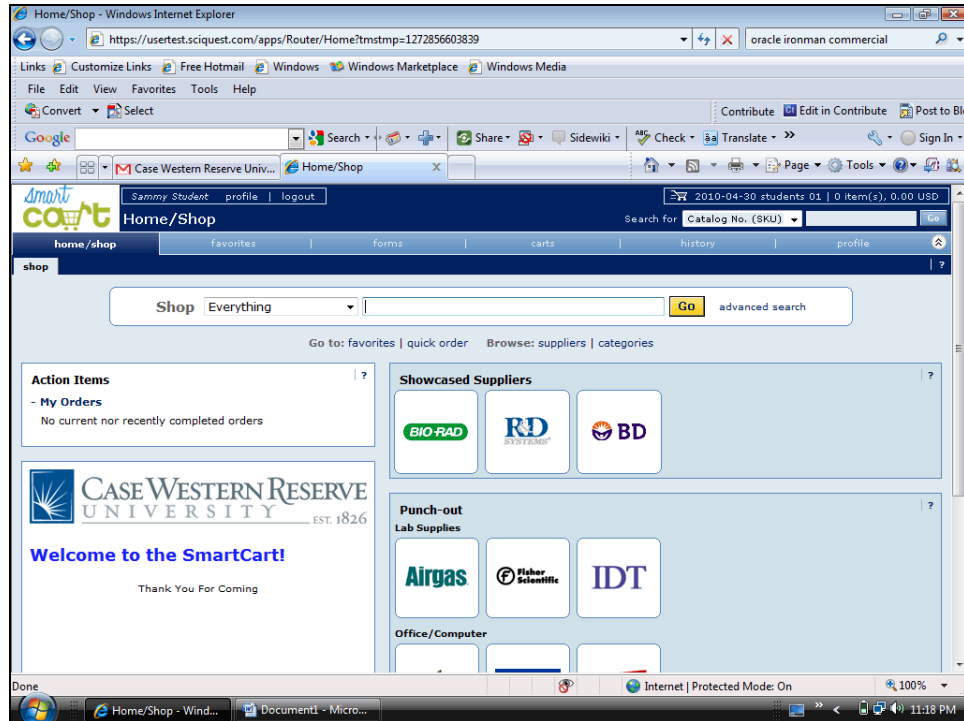 Home/Shop - Windows Internet Explorer
https://usertest.sciquest.com/apps/Router/Home?tmstmp=1272856603839
oracle ironman commercial
Links Customize Links Free Hotmail Windows Windows Marketplace Windows Media
File Edit View Favorites Tools Help
Convert Select
Contribute Edit in Contribute Post to Bl
Google Search Share Sidewiki Check Translate Sign In
Case Western Reserve Univ... Home/Shop X
Page Tools
smart cart
Sammy Student profile | logout
2010-04-30 students 01 | 0 item(s), 0.00 USD
Home/Shop
Search for Catalog No. (SKU) Go
home/shop favorites | forms | carts | history | profile
shop | ?
Shop Everything Go advanced search
Go to: favorites | quick order Browse: suppliers | categories
Action Items | ?
- My Orders
No current nor recently completed orders
Showcased Suppliers | ?
BIO-RAD R&D SYSTEMS BD
CASE WESTERN RESERVE
UNIVERSITY EST. 1826
Welcome to the SmartCart!
Thank You For Coming
Punch-out | ?
Lab Supplies
Airgas Fisher Scientific IDT
Office/Computer
Done
Internet | Protected Mode: On
100%
Home/Shop - Wind... Document1 - Micro...
11:18 PM